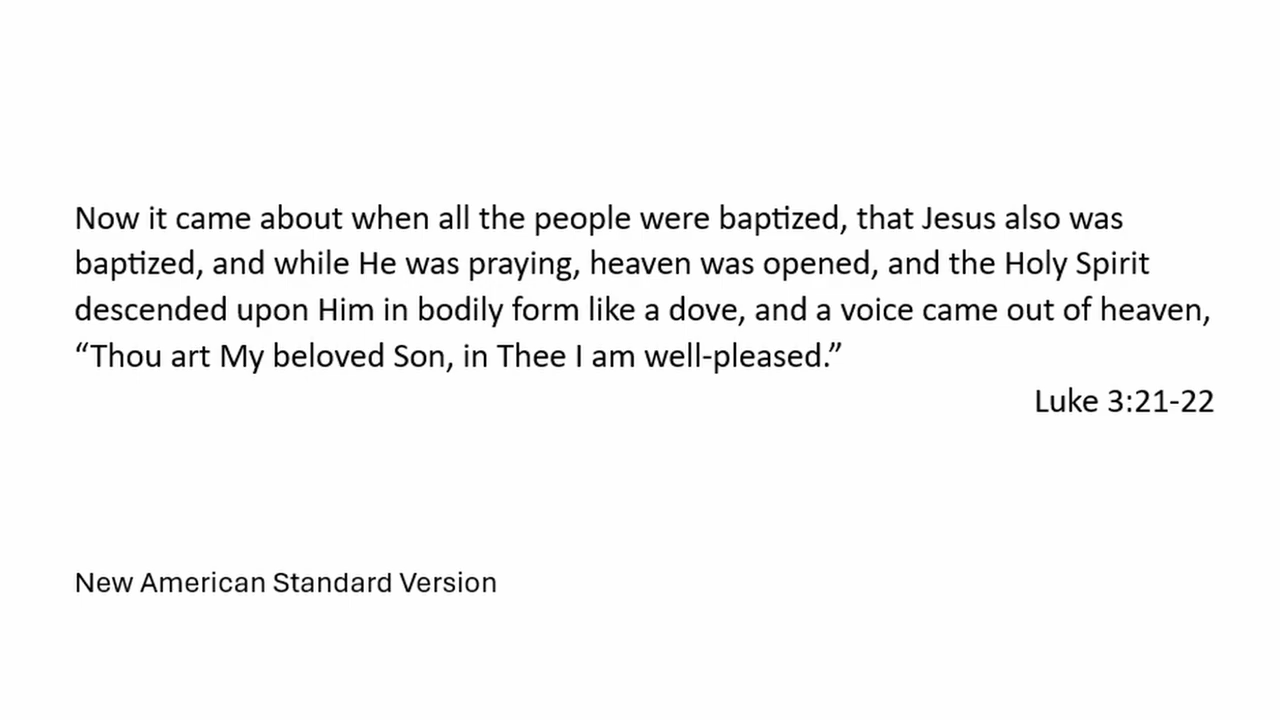 Now it came about when all the people were baptized, that Jesus also was
baptized, and while He was praying, heaven was opened, and the Holy Spirit
descended upon Him in bodily form like a dove, and a voice came out of heaven,
“Thou art My beloved Son, in Thee I am well-pleased.”
Luke 3:21-22
New American Standard Version